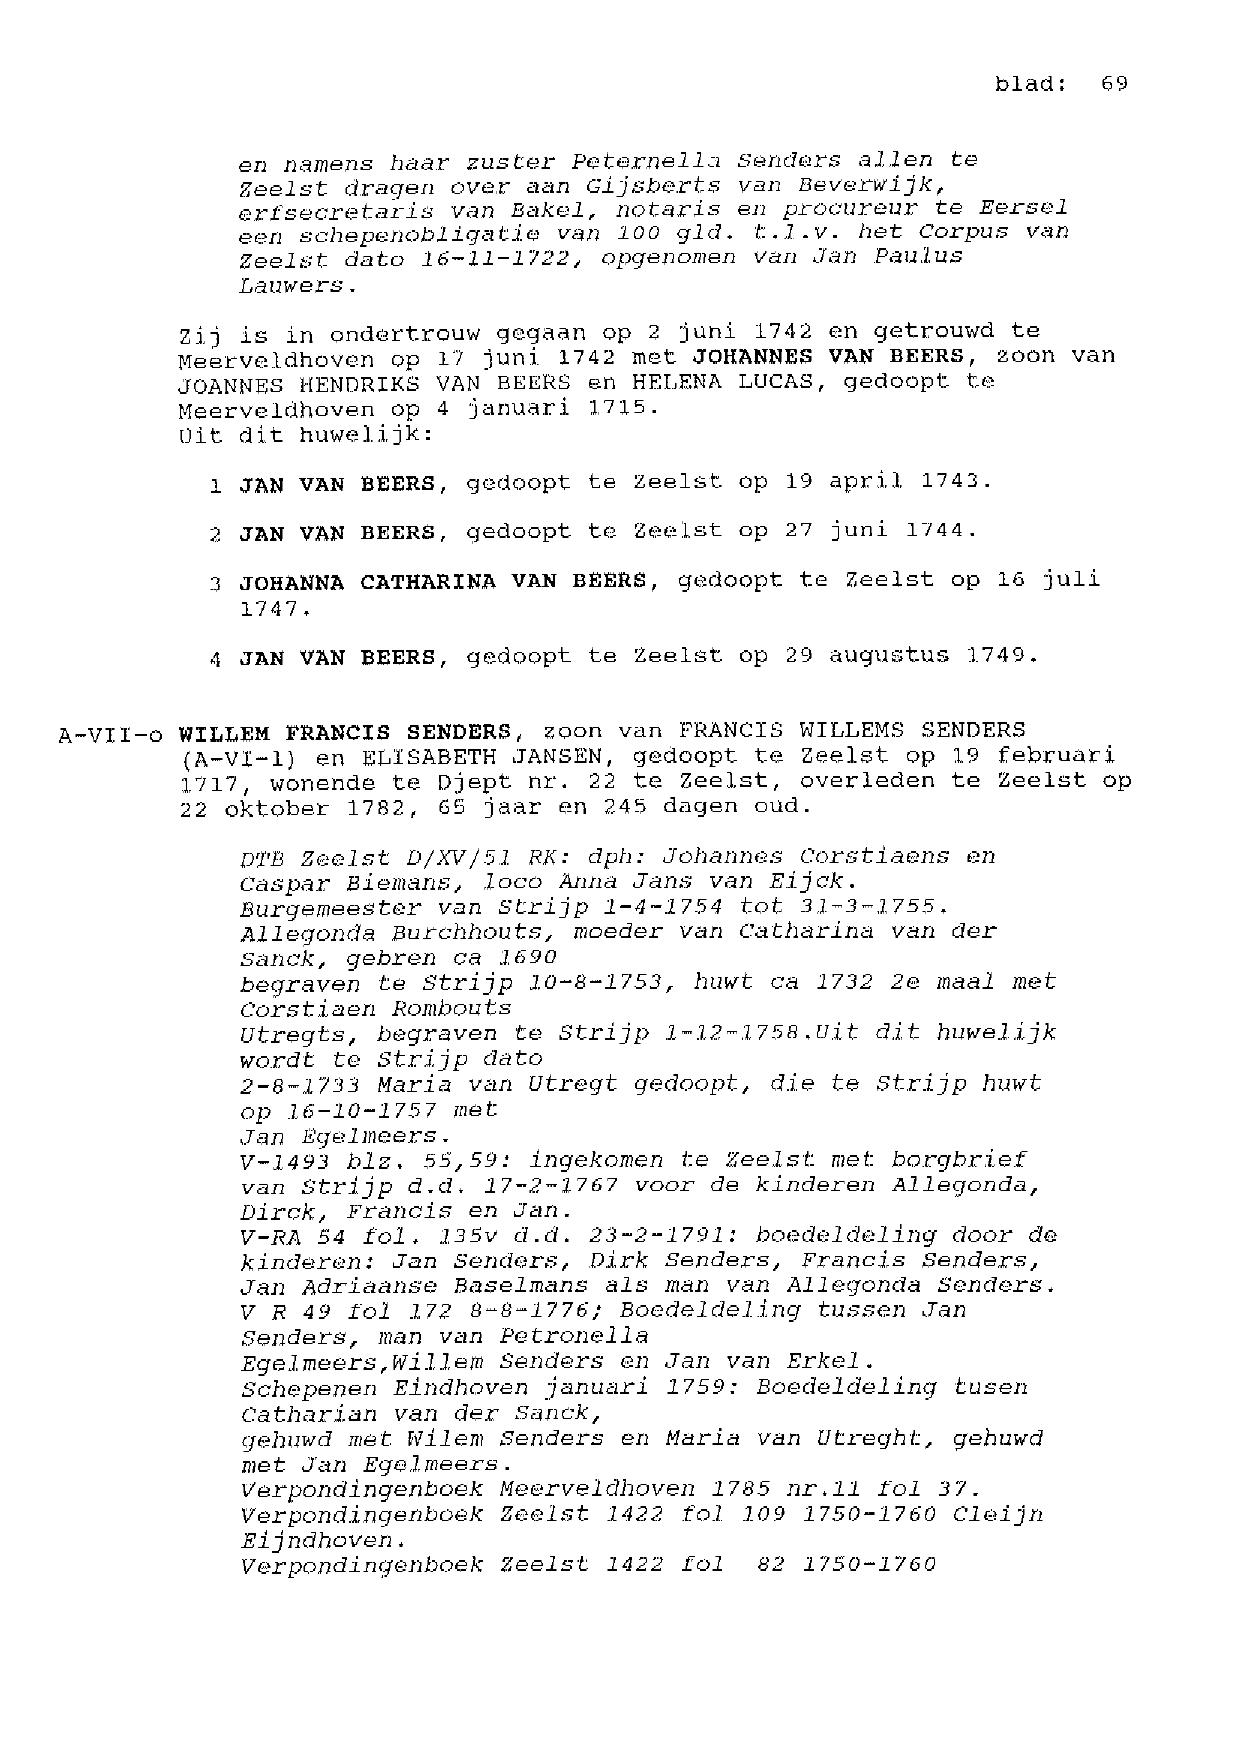 blad: 69
en namens haar zuster Peternella Senders allen te
Zeelst dragen over aan Gijsberts van Beverwijk,
erfsecretaris van Bakel, notaris en procureur te Eersel
een schepenobligatie van 100 gld. t.l.v. het Corpus van
Zeelst dato 16-11-1722, opgenomen van Jan Paulus
Lauwers.
Zij is in ondertrouw gegaan op 2 juni 1742 en getrouwd te
Meerveldhoven op 17 juni 1742 met JOHANNES VAN BEERS, zoon van
JOANNES HENDRIKS VAN BEERS en HELENA LUCAS, gedoopt te
Meerveldhoven op 4 januari 1715.
Uit dit huwelijk:
1 JAN VAN BEERS, gedoopt te Zeelst op 19 april 1743.
2 JAN VAN BEERS, gedoopt te Zeelst op 27 juni 1744.
3 JOHANNA CATHARINA VAN BEERS, gedoopt te Zeelst op 16 juli
1747.
4 JAN VAN BEERS, gedoopt te Zeelst op 29 augustus 1749.
A-VII-o WILLEM FRANCIS SENDERS, zoon van FRANCIS WILLEMS SENDERS
(A-VI-l) en ELISABETH JANSEN, gedoopt te Zeelst op 19 februari
1717, wonende te Djept nr. 22 te Zeelst, overleden te Zeelst op
22 oktober 1782, 65 jaar en 245 dagen oud.
DTB Zeelst D/XV/51 RK: dph: Johannes Corstiaens en
Caspar Biemans, loco Anna Jans van Eijck.
Burgemeester van Strijp 1-4-1754 tot 31-3-1755.
Allegonda Burchhouts, moeder van Catharina van der
Sanck, gebren ca 1690
begraven te Strijp 10-8-1753, huwt ca 1732 2e maal met
Corstiaen Rombouts
Utregts, begraven te Strijp 1-12-1758.Uit dit huwelijk
wordt te Strijp dato
2-8-1733 Maria van Utregt gedoopt, die te Strijp huwt
op 16-10-1757 met
Jan Egelmeers.
V-1493 blz. 55,59: ingekomen te Zeelst met borgbrief
van Strijp d.d. 17-2-1767 voor de kinderen Allegonda,
Dirck, Francis en Jan.
V-RA 54 fol. 135v d.d. 23-2-1791: boedeldeling door de
kinderen: Jan Senders, Dirk Senders, Francis Senders,
Jan Adriaanse Baselmans als man van Allegonda Senders.
V R 49 fol 172 8-8-1776; Boedeldeling tussen Jan
Senders, man van Petronella
Egelmeers,Willem Senders en Jan van Erkel.
Schepenen Eindhoven januari 1759: Boedeldeling tusen
Catharian van der Sanck,
gehuwd met Wilem Senders en Maria van Utreght, gehuwd
met Jan Egelmeers.
Verpondingenboek Meerveldhoven 1785 nr.11 fol 37.
Verpondingenboek Zeelst 1422 fol 109 1750-1760 Cleijn
Eijndhoven.
Verpondingenboek Zeelst 1422 fol 82 1750-1760